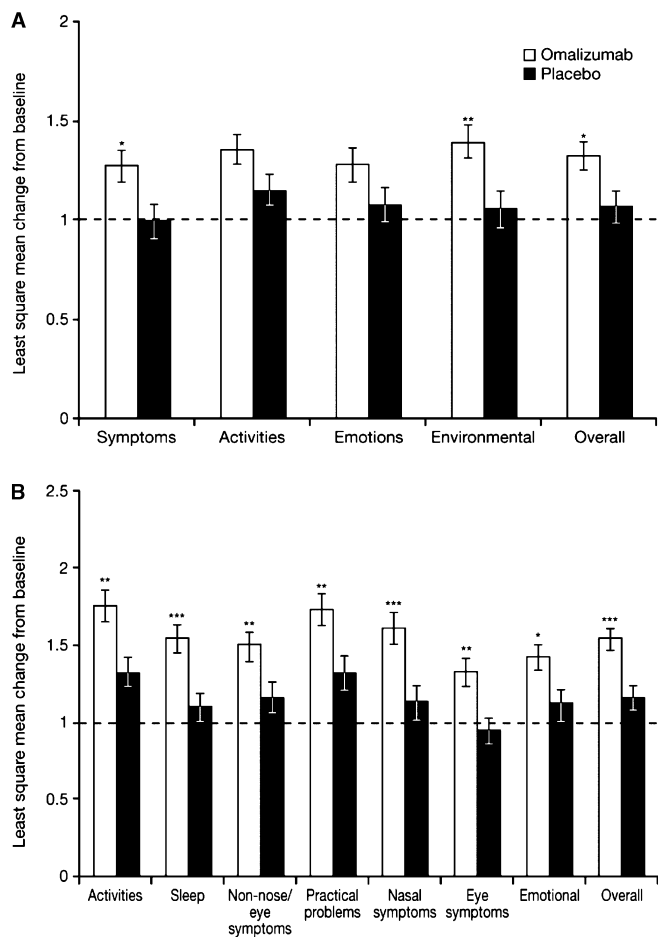 A
2
1.5
1
0.5
0
Least square mean change from baseline
Omalizumab
Placebo
*
**
*
Symptoms
Activities
Emotions
Environmental
Overall
B
2.5
2
1.5
1
0.5
0
Least square mean change from baseline
**
***
**
**
***
**
*
***
Activities
Sleep
Non-nose/
eye
symptoms
Practical
problems
Nasal
symptoms
Eye
symptoms
Emotional
Overall